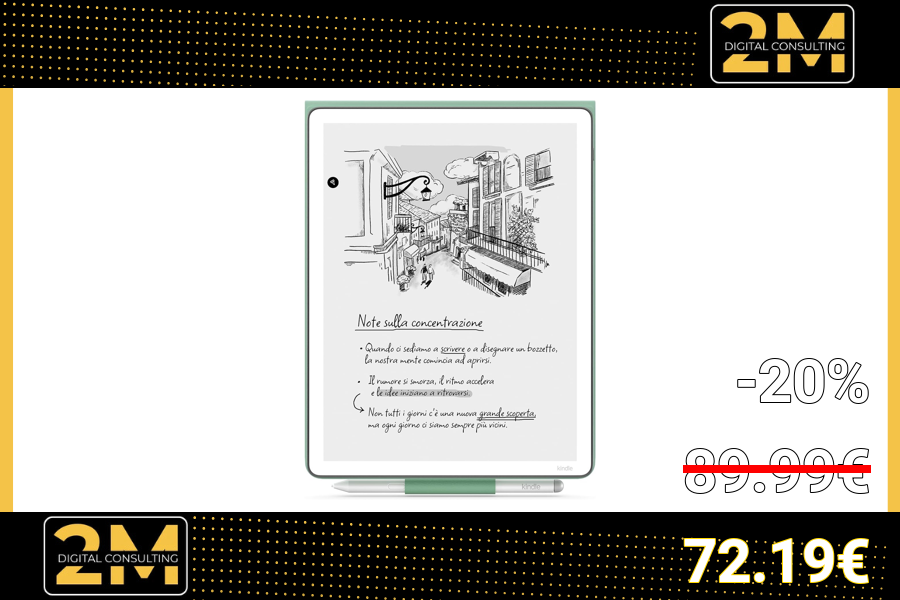 2M
DIGITAL CONSULTING
Note sulla concentrazione
• Quando ci sediamo a scrivere o a disegnare un bozzetto,
la nostra mente comincia ad aprirsi.
• Il rumore si smorza, il ritmo accelera
e le idee iniziano a ritrovarsi.
Non tutti i giorni c'è una nuova grande scoperta,
ma ogni giorno ci siamo sempre più vicini.
kindle
kindle
-20%
89.99€
2M
DIGITAL CONSULTING
72.19€